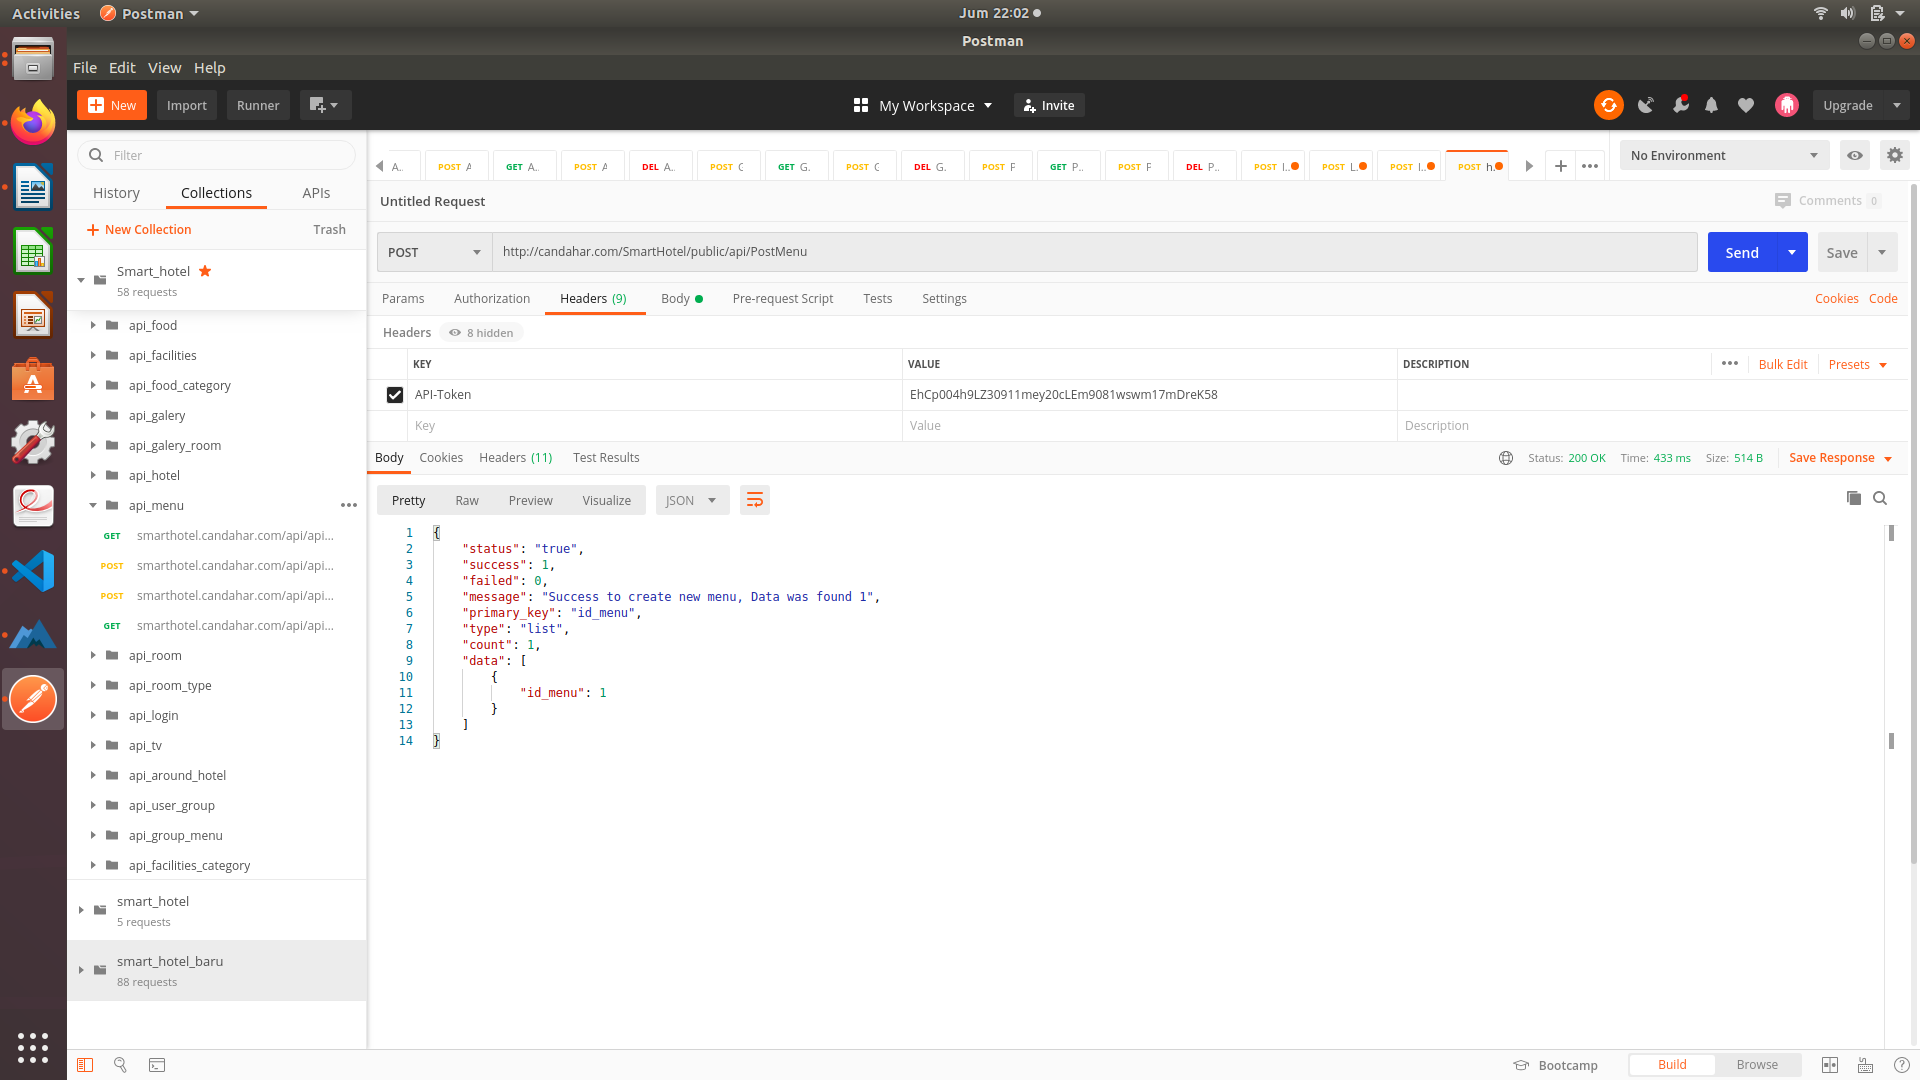 Activities Postman Jum 22:02
Postman
File Edit View Help
New Import Runner My Workspace Invite Upgrade
Filter
History Collections APIs
New Collection Trash
Smart_hotel
58 requests
api_food
api_facilities
api_food_category
api_galery
api_galery_room
api_hotel
api_menu
GET smarthotel.candahar.com/api/api...
POST smarthotel.candahar.com/api/api...
POST smarthotel.candahar.com/api/api...
GET smarthotel.candahar.com/api/api...
api_room
api_room_type
api_login
api_tv
api_around_hotel
api_user_group
api_group_menu
api_facilities_category
smart_hotel
5 requests
smart_hotel_baru
88 requests
A.. POST A GET A.. POST A DEL A.. POST C GET G. POST C DEL G. POST F GET P.. POST F DEL P.. POST I.. POST L. POST I.. POST h. No Environment
Untitled Request Comments 0
POST http://candahar.com/SmartHotel/public/api/PostMenu Send Save
Params Authorization Headers (9) Body Pre-request Script Tests Settings Cookies Code
Headers 8 hidden
KEY VALUE DESCRIPTION Bulk Edit Presets
API-Token EhCp004h9LZ30911mey20cLEm9081wswm17mDreK58
Key Value Description
Body Cookies Headers (11) Test Results Status: 200 OK Time: 433 ms Size: 514 B Save Response
Pretty Raw Preview Visualize JSON
1 {
2 "status": "true",
3 "success": 1,
4 "failed": 0,
5 "message": "Success to create new menu, Data was found 1",
6 "primary_key": "id_menu",
7 "type": "list",
8 "count": 1,
9 "data": [
10 {
11 "id_menu": 1
12 }
13 ]
14 }
Bootcamp Build Browse